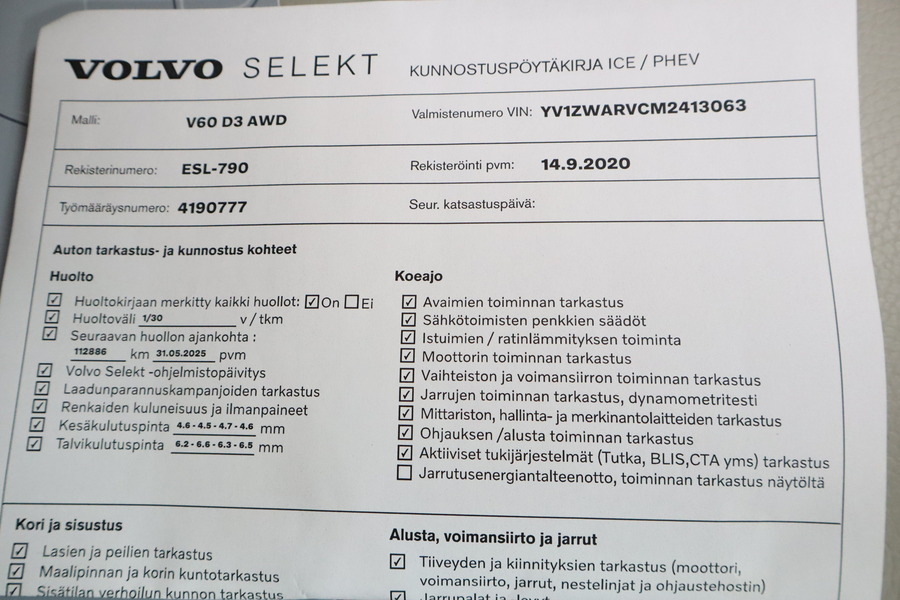 VOLVO SELEKT KUNNOSTUSPÖYTÄKIRJA ICE / PHEV
Malli: V60 D3 AWD Valmistenumero VIN: YV1ZWARVCM2413063
Rekisterinumero: ESL-790 Rekisteröinti pvm: 14.9.2020
Työmääräysnumero: 4190777 Seur. katsastuspäivä:
Auton tarkastus- ja kunnostus kohteet
Huolto
☑ Huoltokirjaan merkitty kaikki huollot: ☑ On ☐ Ei
☑ Huoltoväli 1/30 v / tkm
☑ Seuraavan huollon ajankohta :
112886 km 31.05.2025 pvm
☑ Volvo Selekt -ohjelmistopäivitys
☑ Laadunparannuskampanjoiden tarkastus
☑ Renkaiden kuluneisuus ja ilmanpaineet
☑ Kesäkulutuspinta 4.6 - 4.5 - 4.7 - 4.6 mm
☑ Talvikulutuspinta 6.2 - 6.6 - 6.3 - 6.5 mm
Koeajo
☑ Avaimien toiminnan tarkastus
☑ Sähkötoimisten penkkien säädöt
☑ Istuimien / ratinlämmityksen toiminta
☑ Moottorin toiminnan tarkastus
☑ Vaihteiston ja voimansiirron toiminnan tarkastus
☑ Jarrujen toiminnan tarkastus, dynamometritesti
☑ Mittariston, hallinta- ja merkinantolaitteiden tarkastus
☑ Ohjauksen /alusta toiminnan tarkastus
☑ Aktiiviset tukijärjestelmät (Tutka, BLIS,CTA yms) tarkastus
☐ Jarrutusenergiantalteenotto, toiminnan tarkastus näytöltä
Kori ja sisustus
☑ Lasien ja peilien tarkastus
☑ Maalipinnan ja korin kuntotarkastus
☑ Sisätilan verhoilun kunnon tarkastus
Alusta, voimansiirto ja jarrut
☑ Tiiveyden ja kiinnityksien tarkastus (moottori,
voimansiirto, jarrut, nestelinjat ja ohjaustehostin)
☑ Jarrupalat ja -levyt